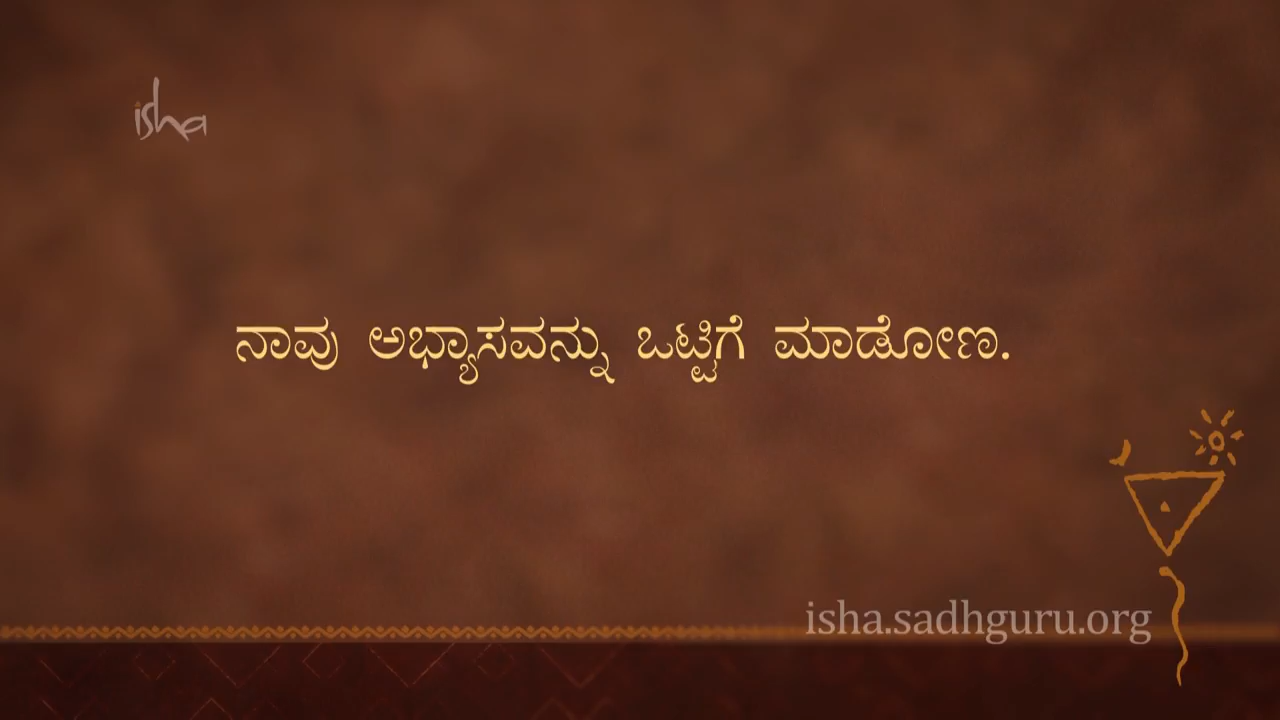 isha
ನಾವು ಅಭ್ಯಾಸವನ್ನು ಒಟ್ಟಿಗೆ ಮಾಡೋಣ.
isha.sadhguru.org